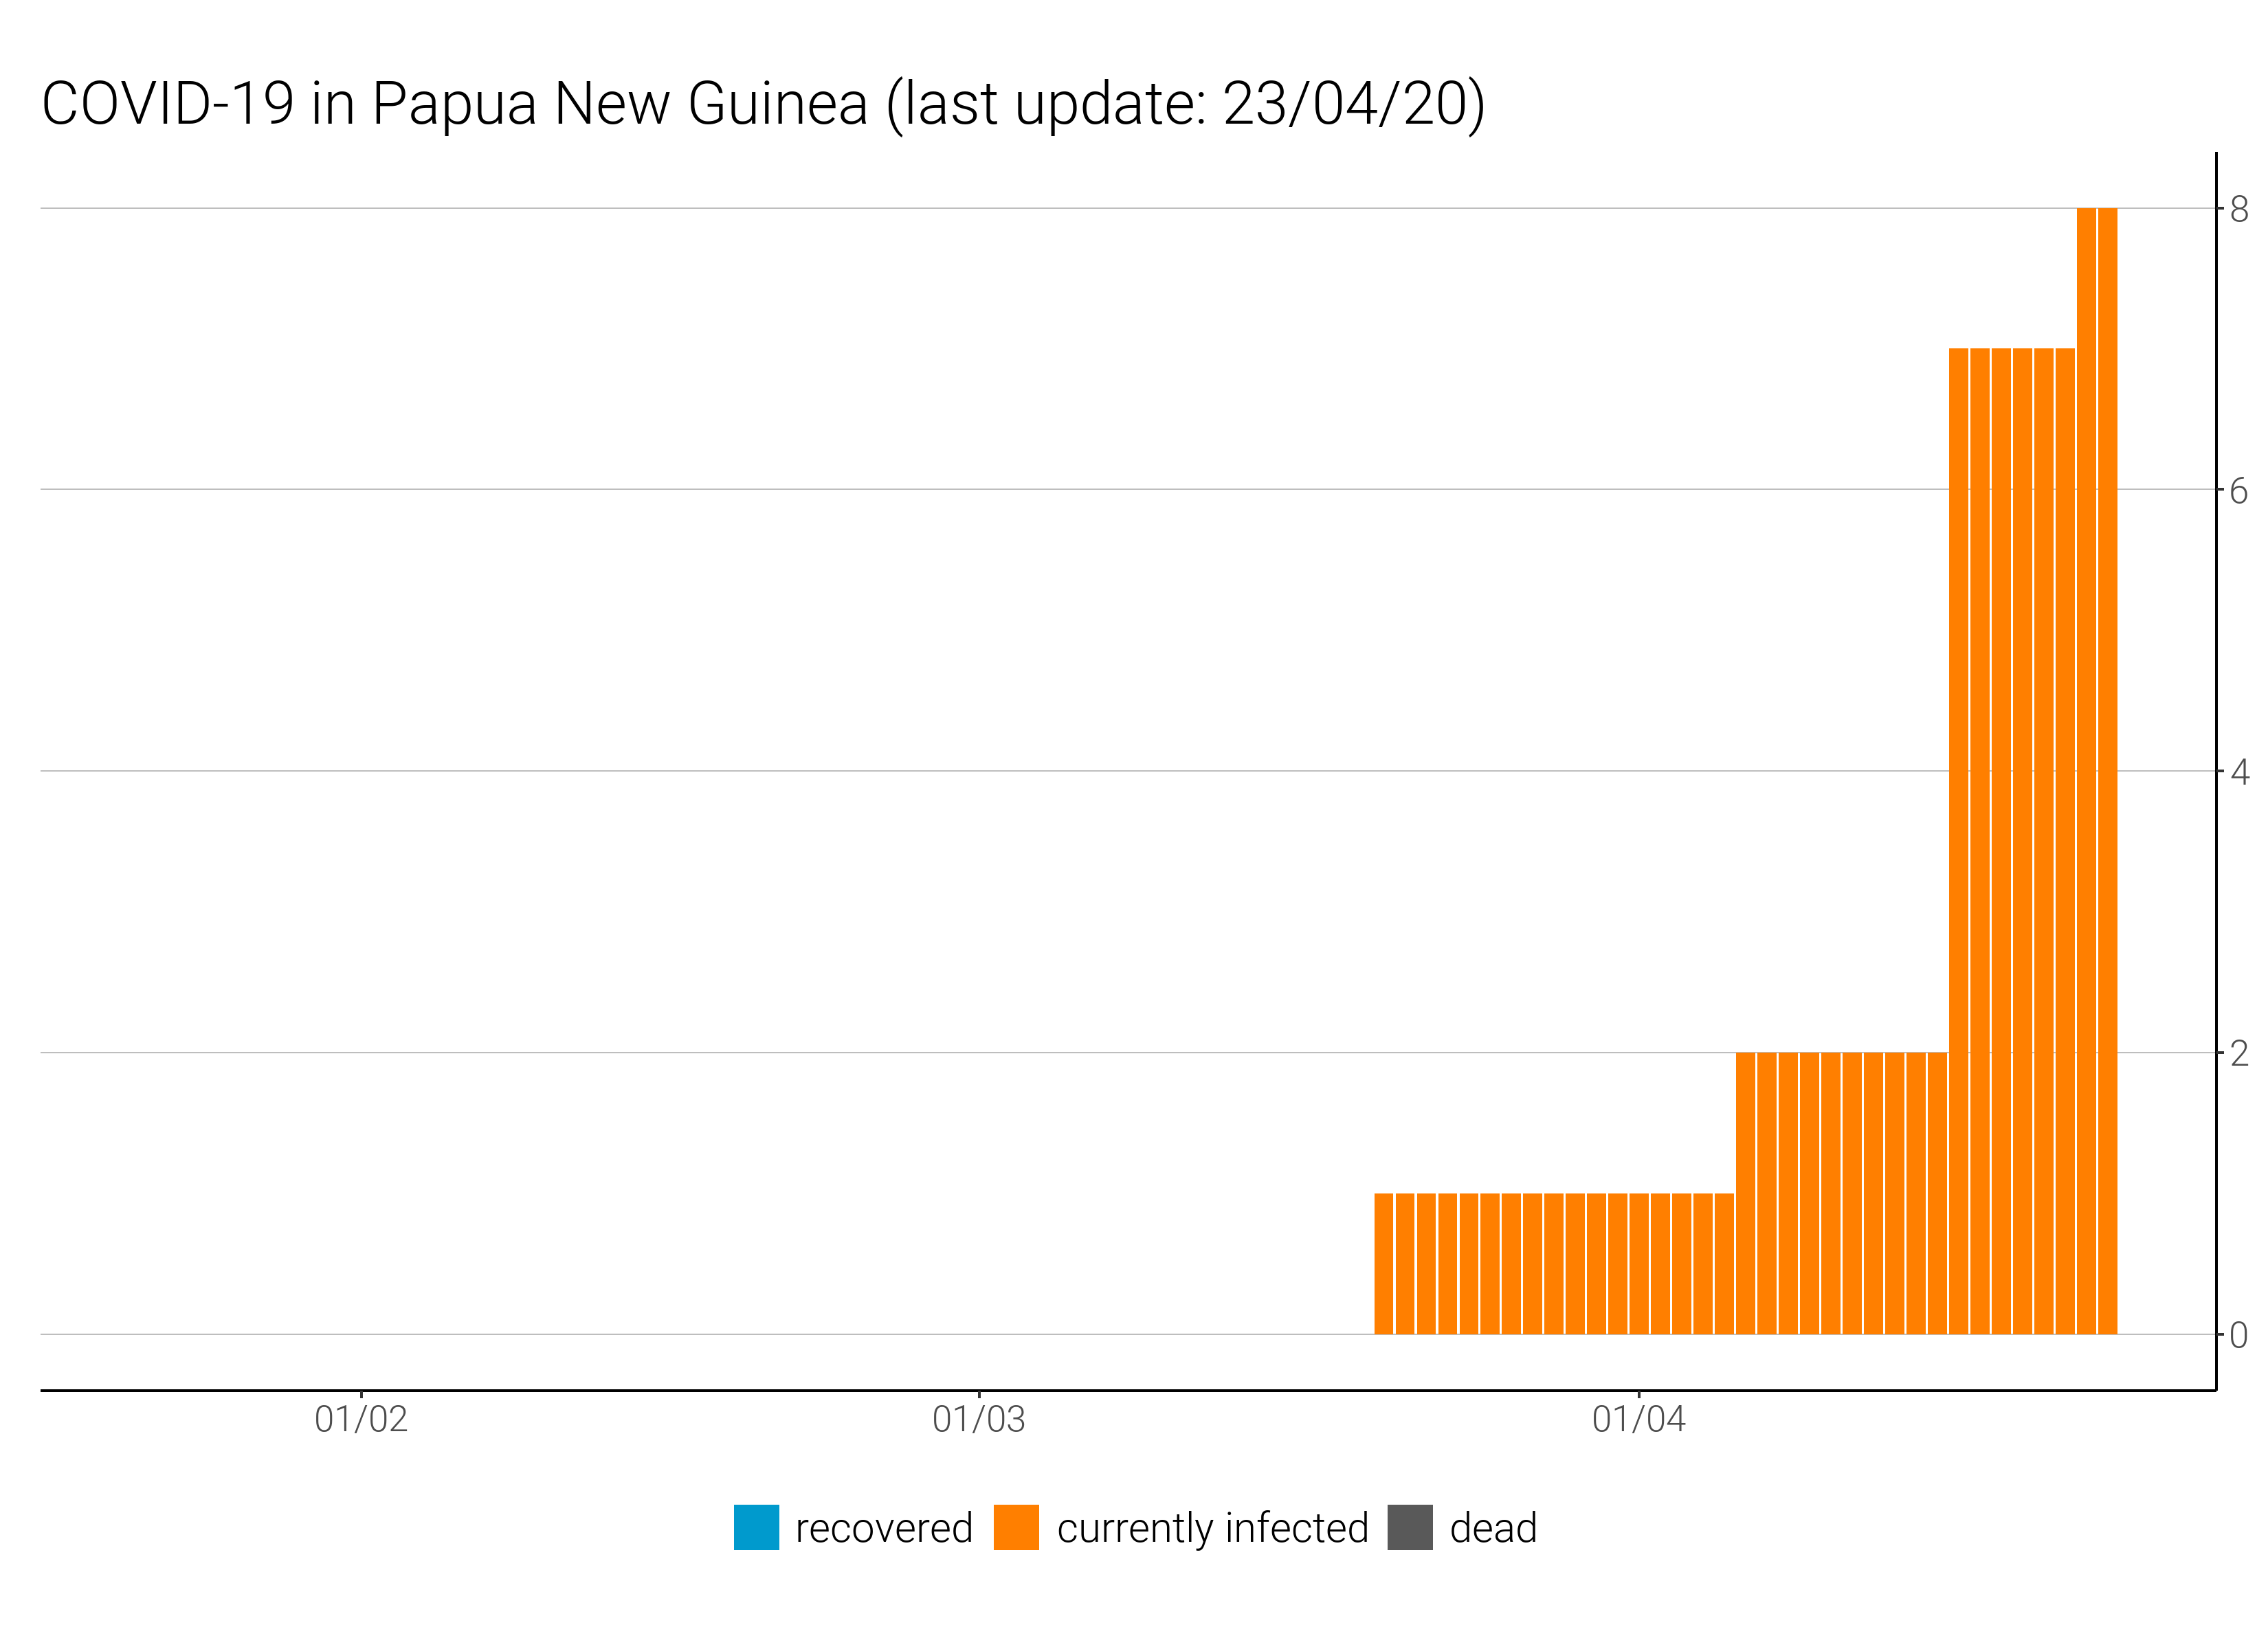 COVID-19 in Papua New Guinea (last update: 23/04/20)
8
6
4
2
0
01/02 01/03 01/04
recovered currently infected dead